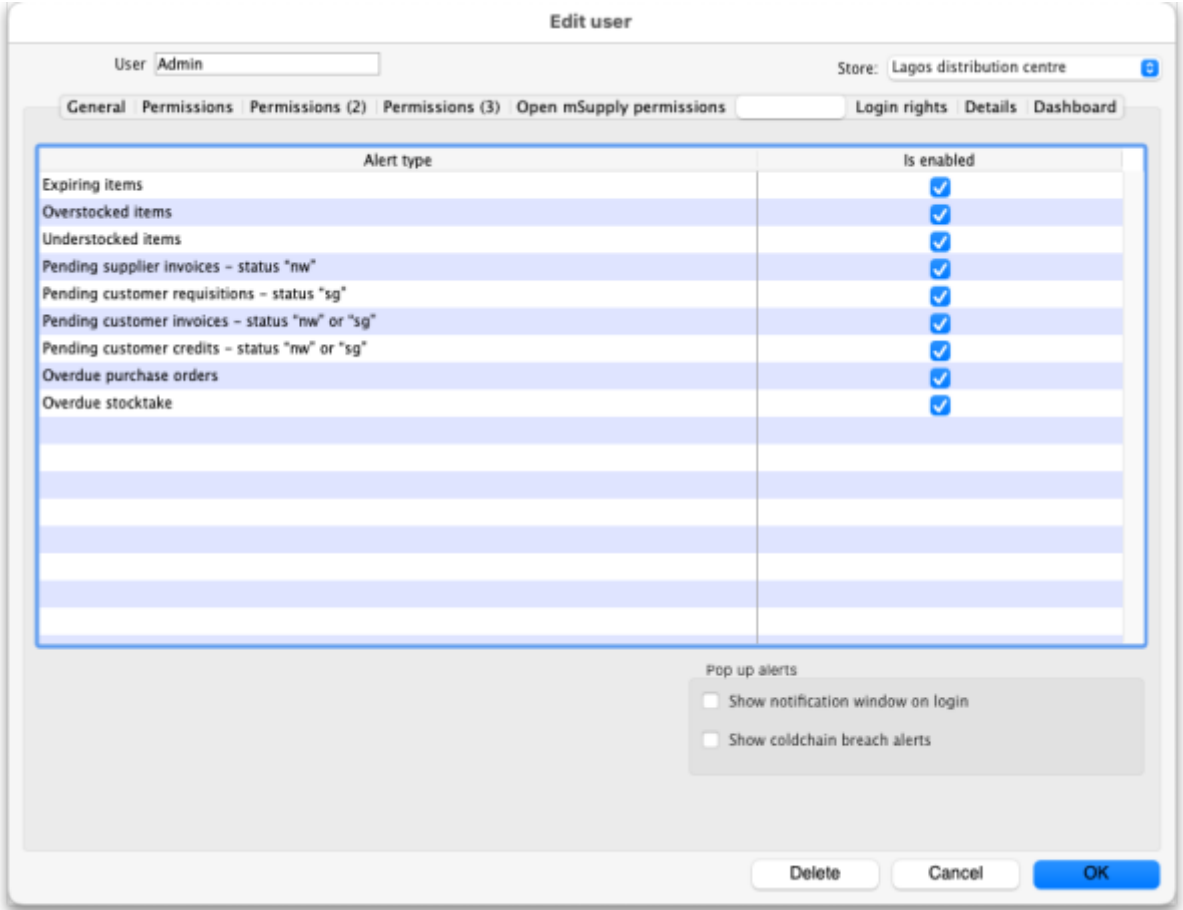 Edit user
User Admin Store: Lagos distribution centre
General Permissions Permissions (2) Permissions (3) Open mSupply permissions Login rights Details Dashboard
Alert type Is enabled
Expiring items
Overstocked items
Understocked items
Pending supplier invoices – status "nw"
Pending customer requisitions – status "sg"
Pending customer invoices – status "nw" or "sg"
Pending customer credits – status "nw" or "sg"
Overdue purchase orders
Overdue stocktake
Pop up alerts
Show notification window on login
Show coldchain breach alerts
Delete Cancel OK